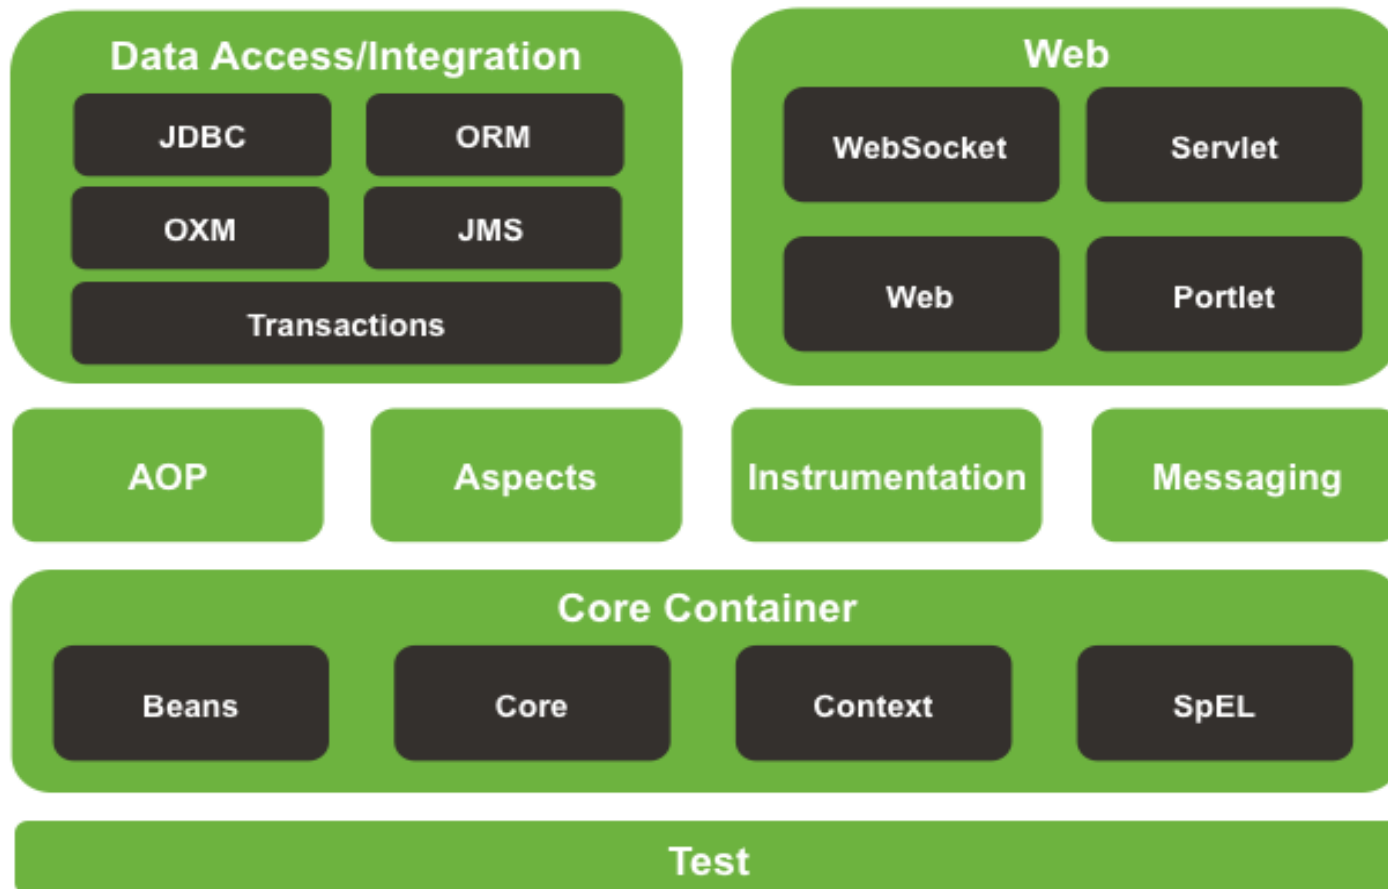 Data Access/Integration
JDBC
ORM
OXM
JMS
Transactions
Web
WebSocket
Servlet
Web
Portlet
AOP
Aspects
Instrumentation
Messaging
Core Container
Beans
Core
Context
SpEL
Test